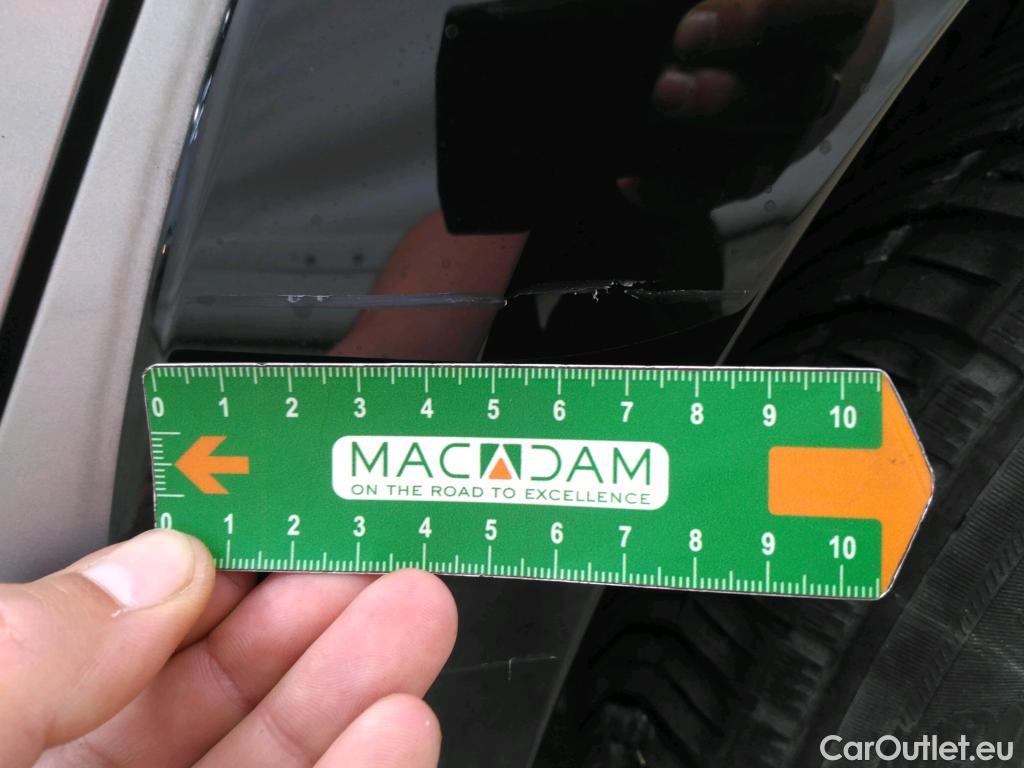 0 1 2 3 4 5 6 7 8 9 10
MACADAM
ON THE ROAD TO EXCELLENCE
0 1 2 3 4 5 6 7 8 9 10
CarOutlet.eu